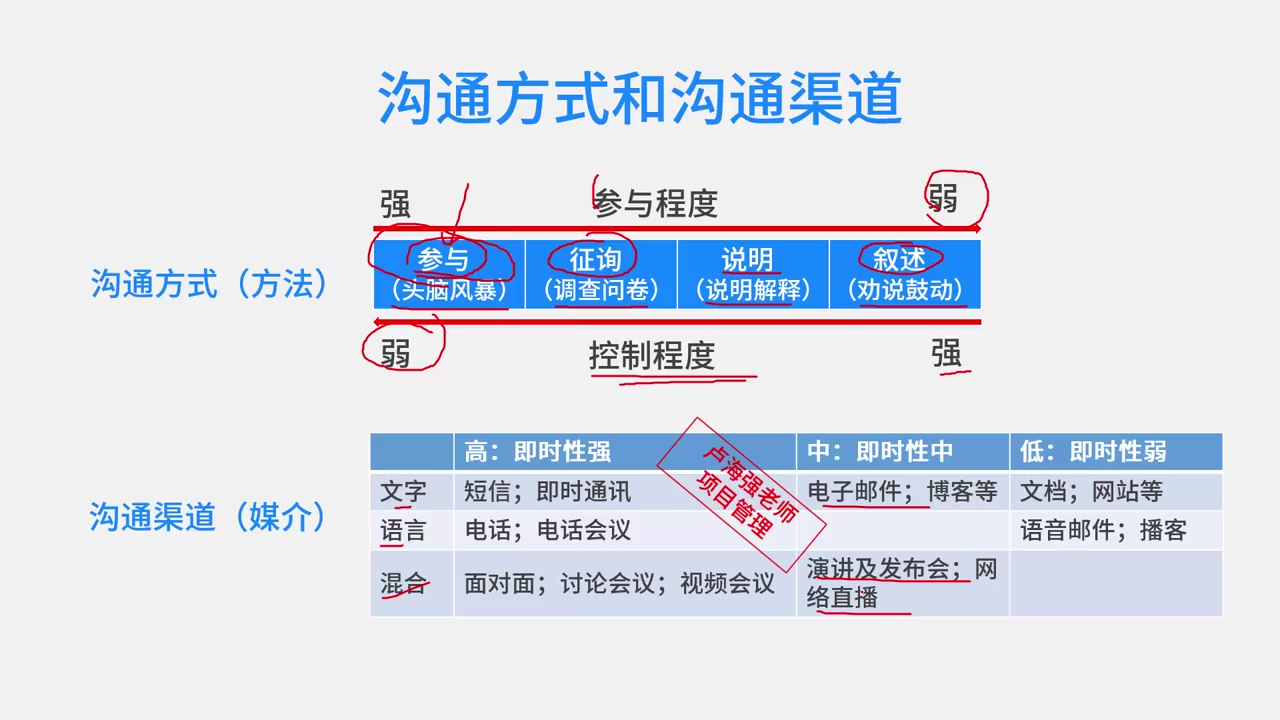 沟通方式和沟通渠道
强 参与程度 弱
沟通方式（方法）
参与 征询 说明 叙述
（头脑风暴） （调查问卷） （说明解释） （劝说鼓动）
弱 控制程度 强
沟通渠道（媒介）
高：即时性强 中：即时性中 低：即时性弱
文字 短信；即时通讯 电子邮件；博客等 文档；网站等
语言 电话；电话会议 语音邮件；播客
混合 面对面；讨论会议；视频会议 演讲及发布会；网
络直播
卢海强老师
项目管理